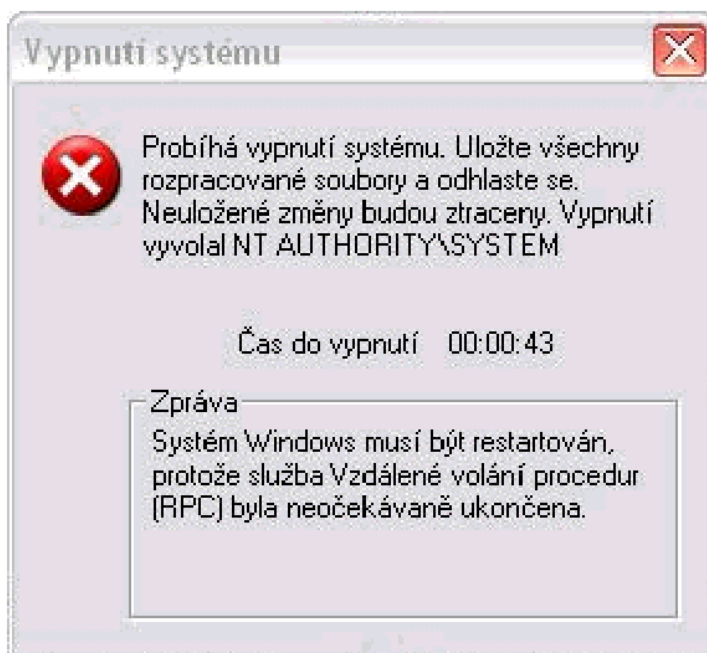 Vypnutí systému
Probíhá vypnutí systému. Uložte všechny
rozpracované soubory a odhlaste se.
Neuložené změny budou ztraceny. Vypnutí
vyvolal NT AUTHORITY\SYSTEM
Čas do vypnutí 00:00:43
Zpráva
Systém Windows musí být restartován,
protože služba Vzdálené volání procedur
(RPC) byla neočekávaně ukončena.